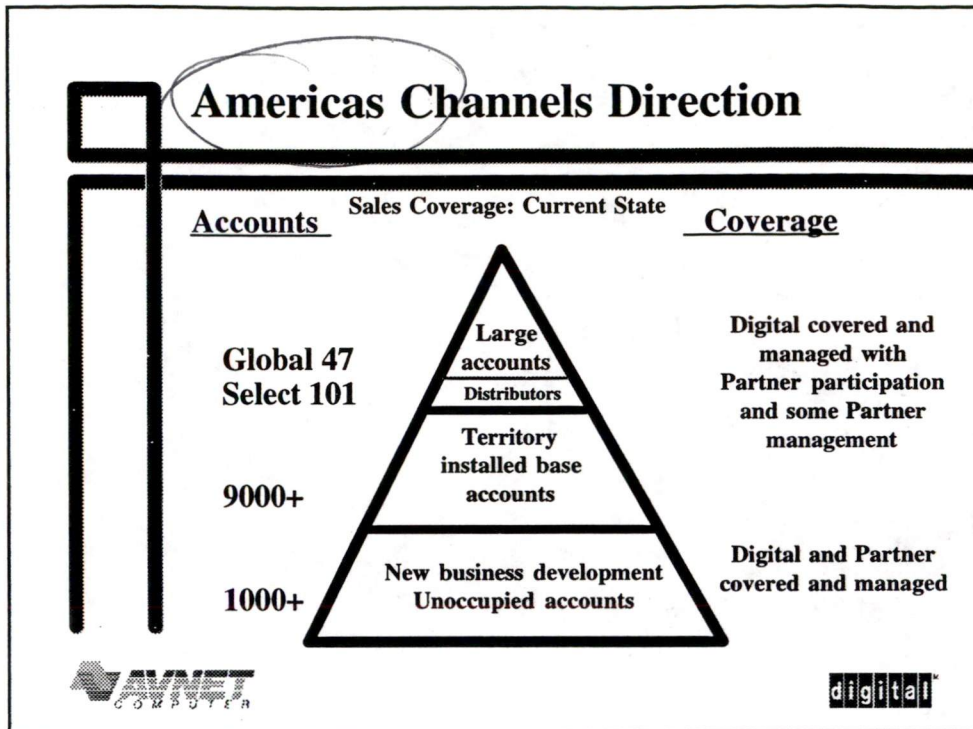 Americas Channels Direction
Sales Coverage: Current State
Accounts
Coverage
Large
accounts
Distributors
Global 47
Select 101
Digital covered and
managed with
Partner participation
and some Partner
management
Territory
installed base
accounts
9000+
New business development
Unoccupied accounts
1000+
Digital and Partner
covered and managed
AVNET
COMPUTER
digital™